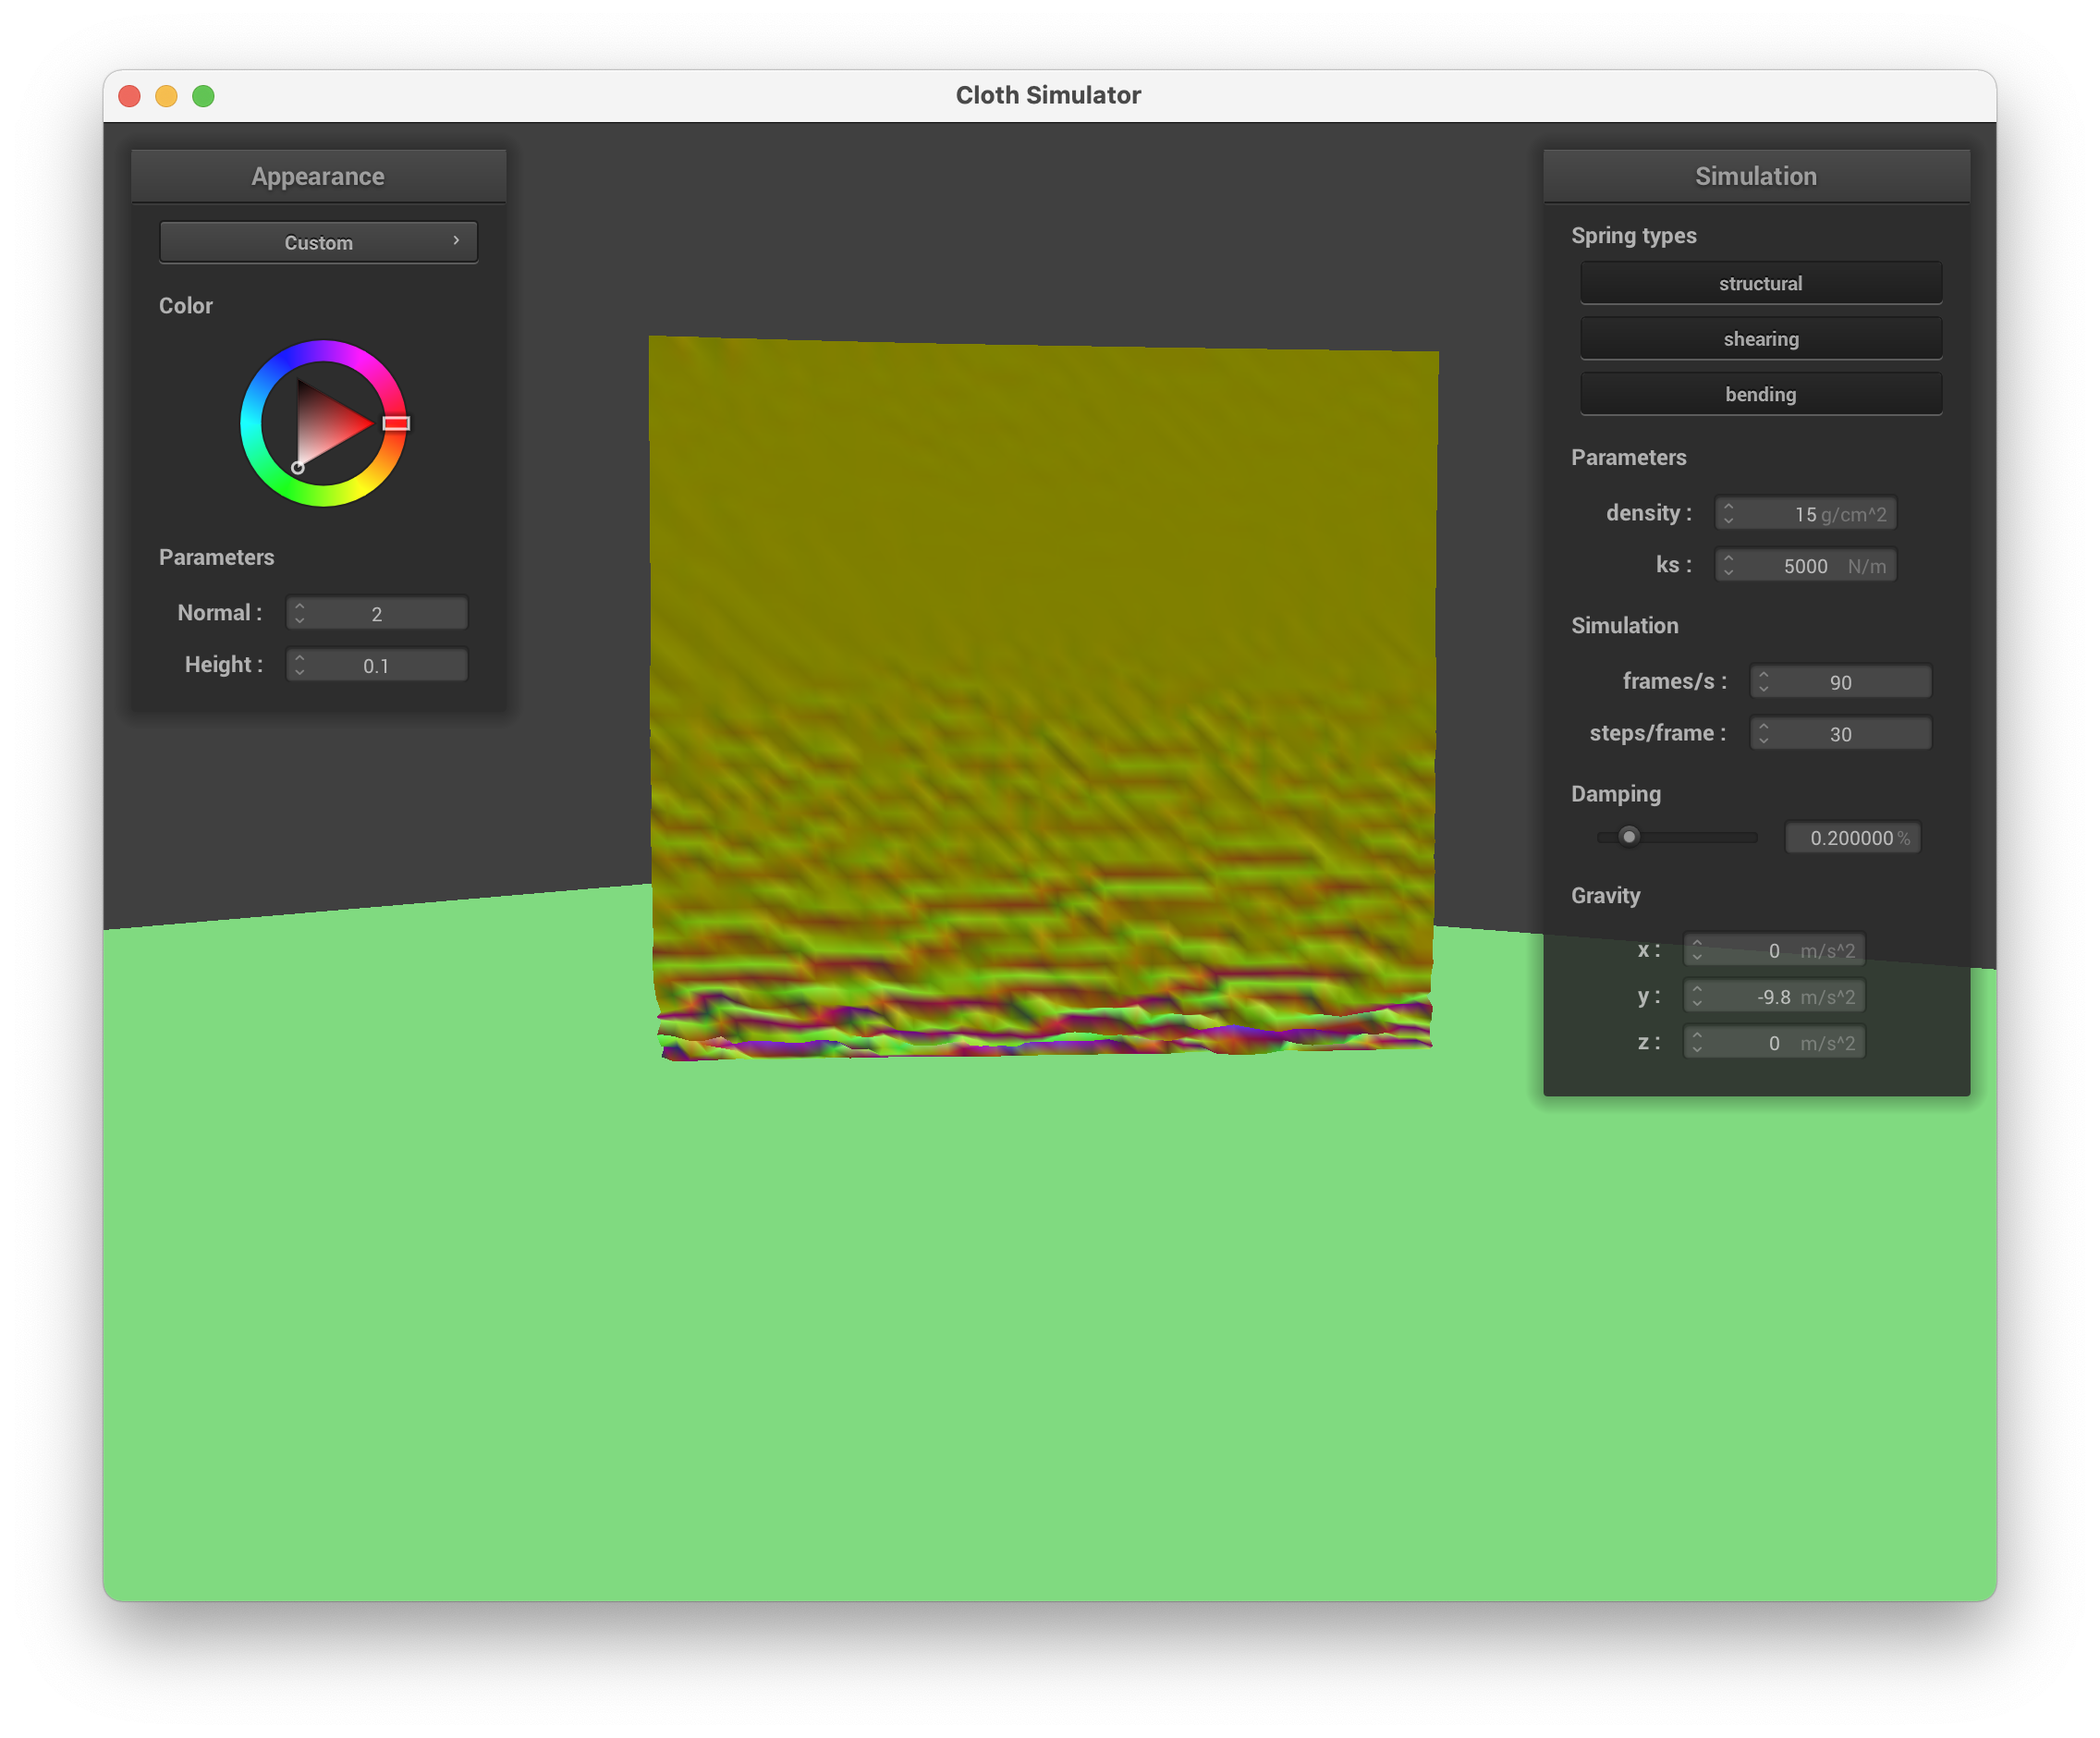 Cloth Simulator
Appearance
Custom
Color
Parameters
Normal : 2
Height : 0.1
Simulation
Spring types
structural
shearing
bending
Parameters
density : 15 g/cm^2
ks : 5000 N/m
Simulation
frames/s : 90
steps/frame : 30
Damping
0.200000 %
Gravity
x : 0 m/s^2
y : -9.8 m/s^2
z : 0 m/s^2